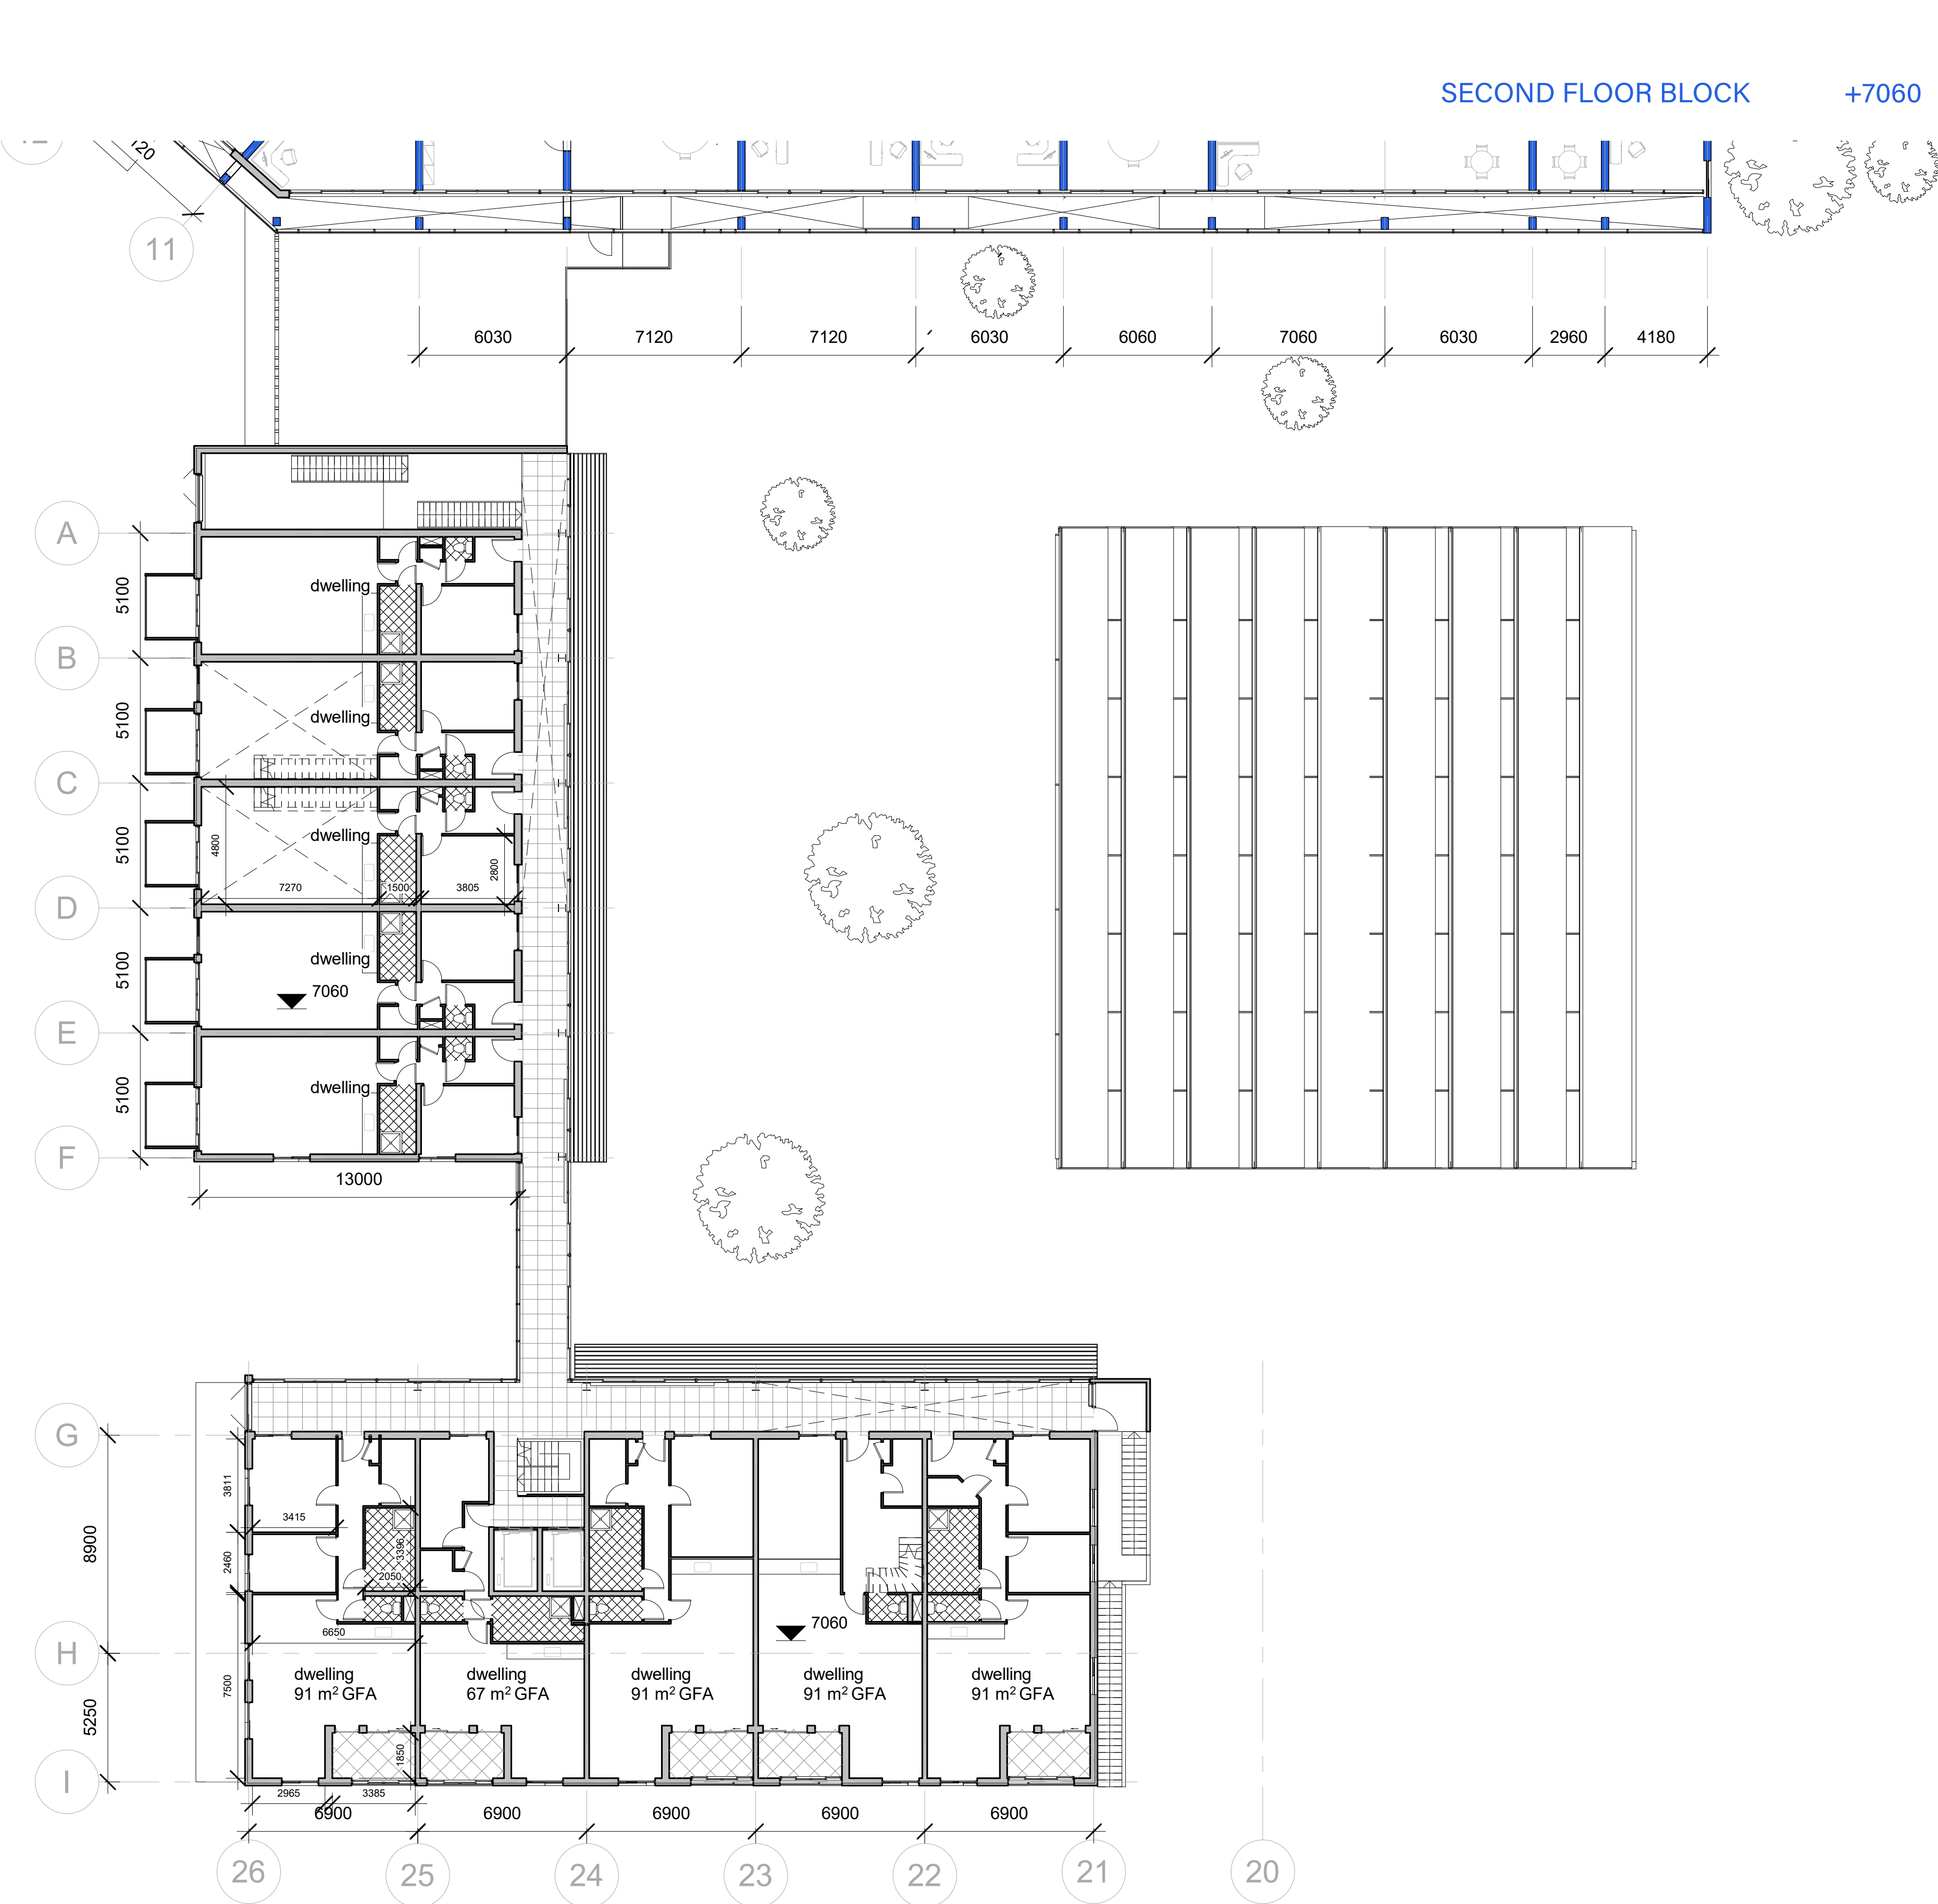 SECOND FLOOR BLOCK +7060
11
6030 7120 7120 6030 6060 7060 6030 2960 4180
A
dwelling
5100
B
dwelling
5100
C
dwelling
5100
4800
7270 1500 3805
2800
D
dwelling
7060
5100
E
dwelling
5100
F
13000
G
3811
3415
8900
3396
2460
2050
6650
7060
H
7500
dwelling
91 m² GFA
dwelling
67 m² GFA
dwelling
91 m² GFA
dwelling
91 m² GFA
dwelling
91 m² GFA
5250
1850
I
2965 3385
6900 6900 6900 6900 6900
26 25 24 23 22 21 20